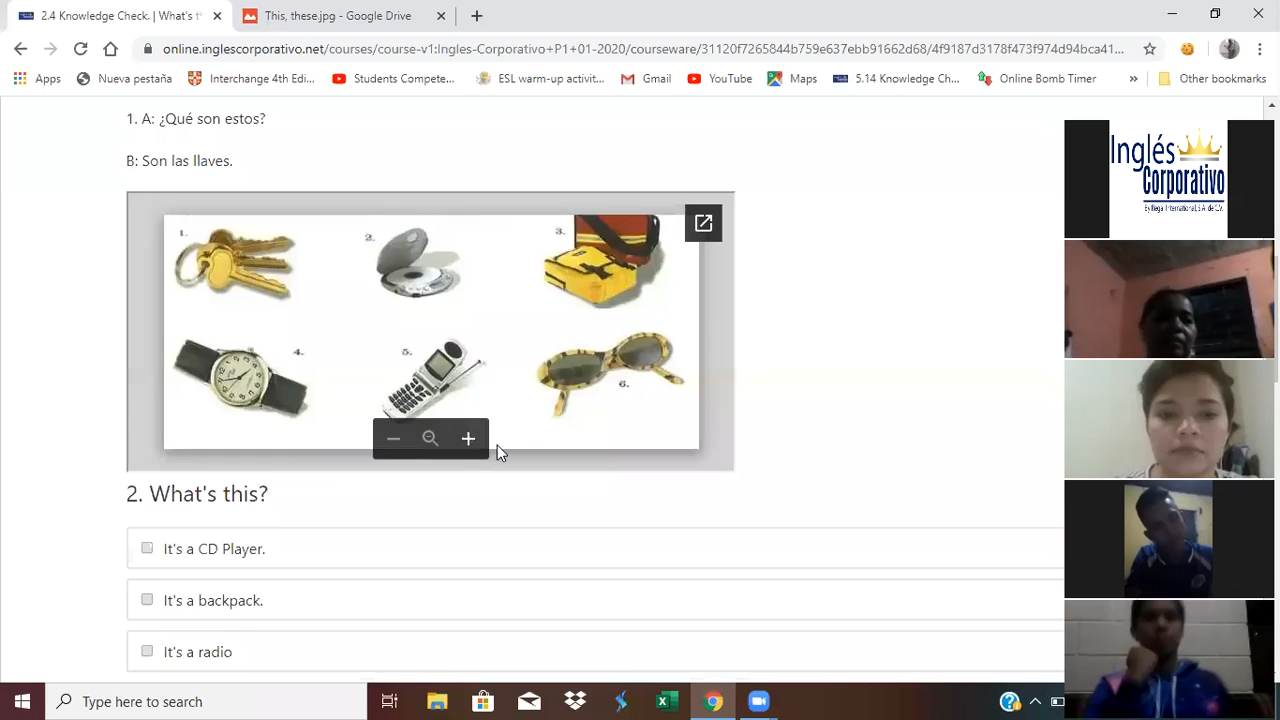 2.4 Knowledge Check. | What's t
This, these.jpg - Google Drive
online.inglescorporativo.net/courses/course-v1:Ingles-Corporativo+P1+01-2020/courseware/31120f7265844b759e637ebb91662d68/4f9187d3178f473f974d94bca41...
Apps
Nueva pestaña
Interchange 4th Edi...
Students Compete...
ESL warm-up activit...
Gmail
YouTube
Maps
5.14 Knowledge Ch...
Online Bomb Timer
»
Other bookmarks
1. A: ¿Qué son estos?
B: Son las llaves.
1.
2.
3.
4.
5.
6.
2. What's this?
It's a CD Player.
It's a backpack.
It's a radio
Inglés
Corporativo
By Rega International, S.A. de C.V.
Type here to search